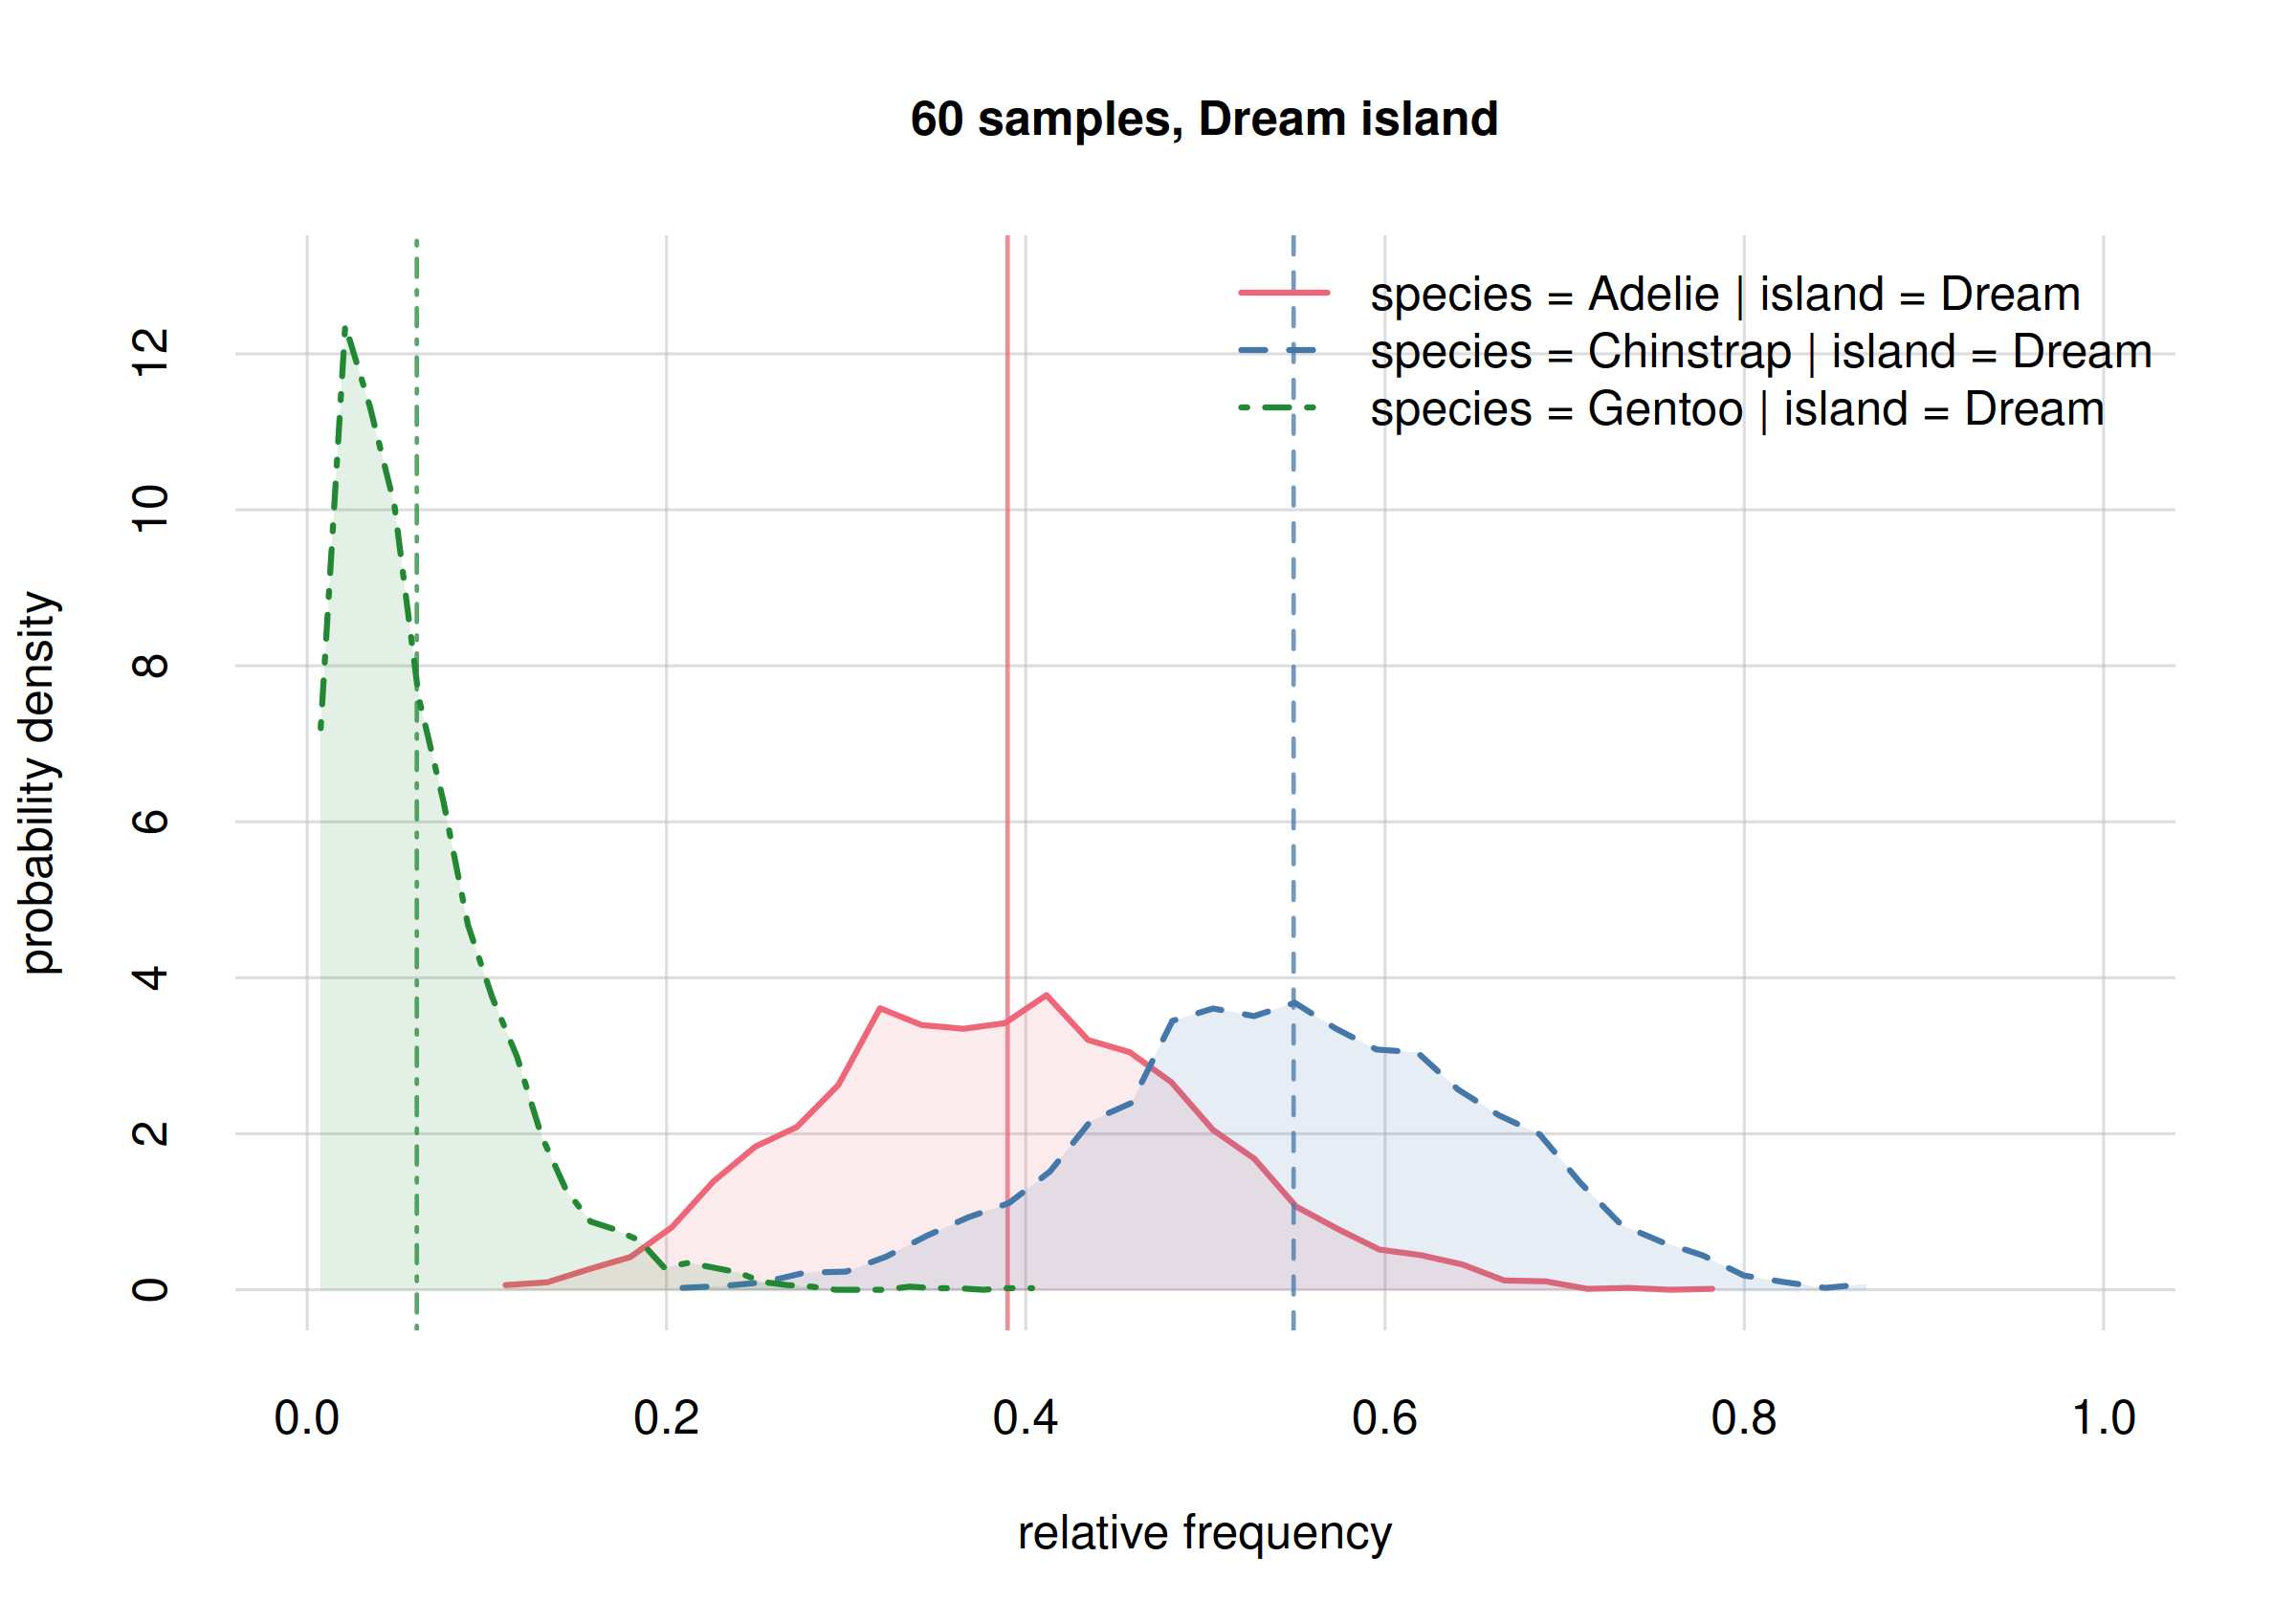 60 samples, Dream island
species = Adelie | island = Dream
species = Chinstrap | island = Dream
species = Gentoo | island = Dream
probability density
12
10
8
6
4
2
0
0.0 0.2 0.4 0.6 0.8 1.0
relative frequency